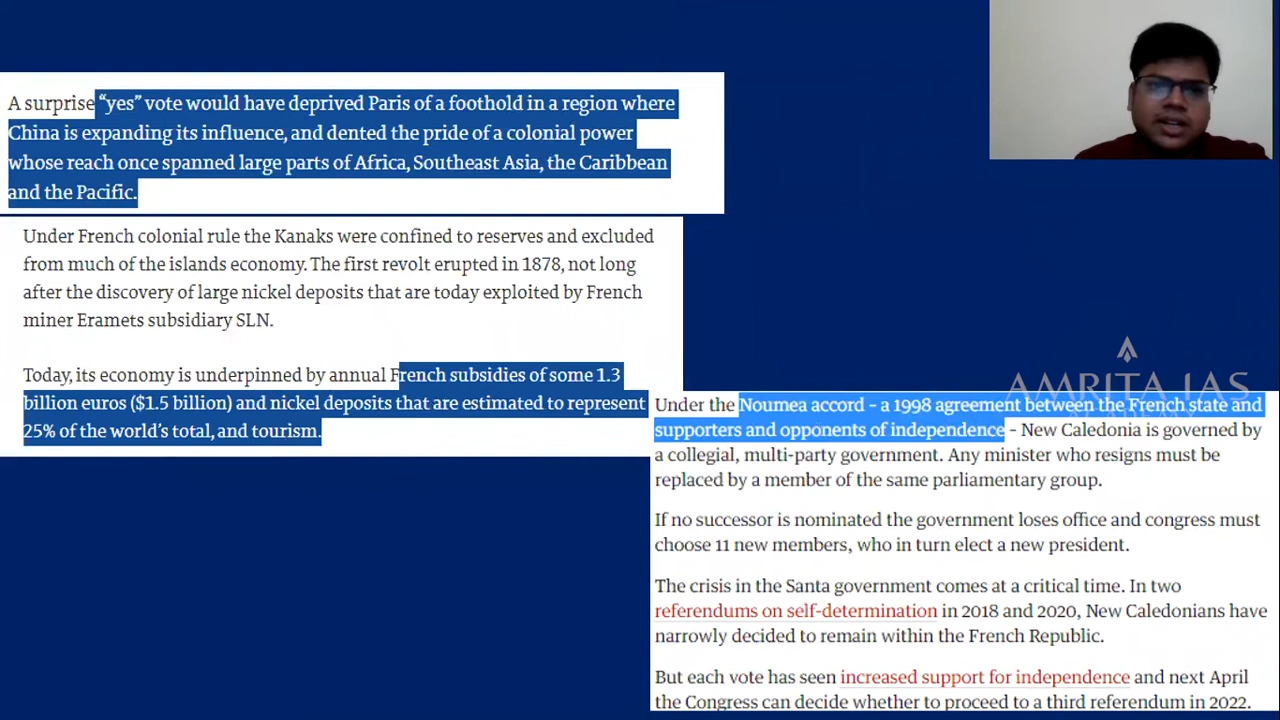 A surprise “yes” vote would have deprived Paris of a foothold in a region where
China is expanding its influence, and dented the pride of a colonial power
whose reach once spanned large parts of Africa, Southeast Asia, the Caribbean
and the Pacific.
Under French colonial rule the Kanaks were confined to reserves and excluded
from much of the islands economy. The first revolt erupted in 1878, not long
after the discovery of large nickel deposits that are today exploited by French
miner Eramets subsidiary SLN.
Today, its economy is underpinned by annual French subsidies of some 1.3
billion euros ($1.5 billion) and nickel deposits that are estimated to represent
25% of the world’s total, and tourism.
AMRITA IAS
ACADEMY
Under the Noumea accord – a 1998 agreement between the French state and
supporters and opponents of independence – New Caledonia is governed by
a collegial, multi-party government. Any minister who resigns must be
replaced by a member of the same parliamentary group.
If no successor is nominated the government loses office and congress must
choose 11 new members, who in turn elect a new president.
The crisis in the Santa government comes at a critical time. In two
referendums on self-determination in 2018 and 2020, New Caledonians have
narrowly decided to remain within the French Republic.
But each vote has seen increased support for independence and next April
the Congress can decide whether to proceed to a third referendum in 2022.